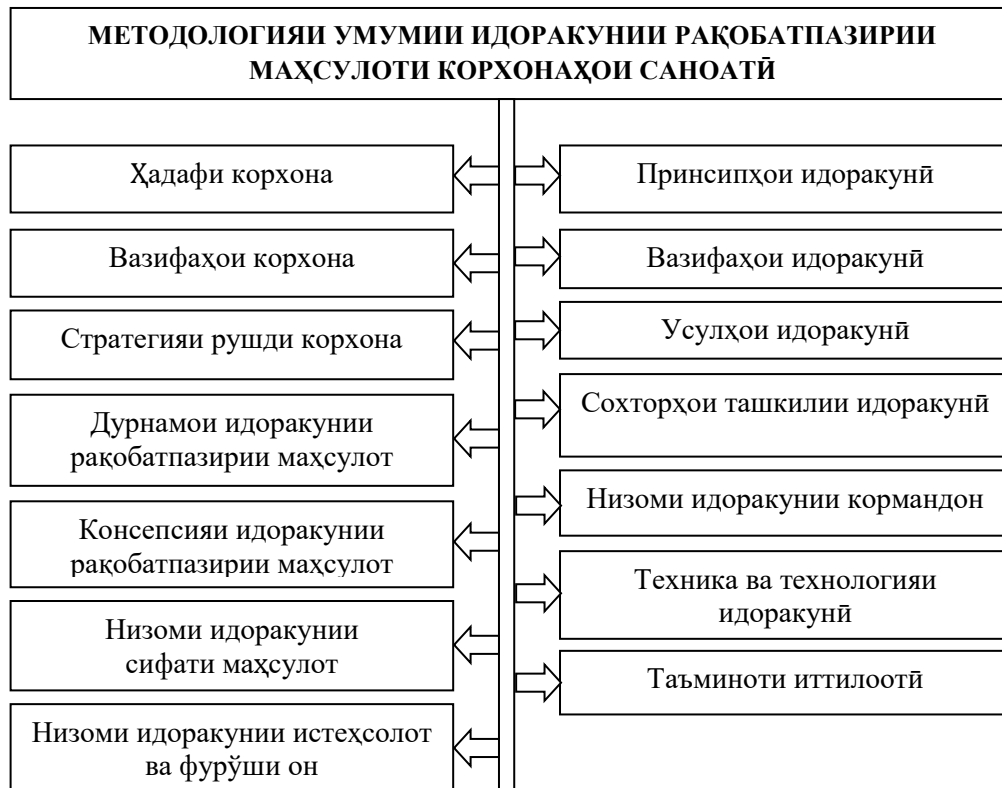 МЕТОДОЛОГИЯИ УМУМИИ ИДОРАКУНИИ РАҚОБАТПАЗИРИИ
МАҲСУЛОТИ КОРХОНАҲОИ САНОАТӢ
Ҳадафи корхона
Вазифаҳои корхона
Стратегияи рушди корхона
Дурнамои идоракунии
рақобатпазирии маҳсулот
Консепсияи идоракунии
рақобатпазирии маҳсулот
Низоми идоракунии
сифати маҳсулот
Низоми идоракунии истеҳсолот
ва фурӯши он
Принсипҳои идоракунӣ
Вазифаҳои идоракунӣ
Усулҳои идоракунӣ
Сохторҳои ташкилии идоракунӣ
Низоми идоракунии кормандон
Техника ва технологияи
идоракунӣ
Таъминоти иттилоотӣ